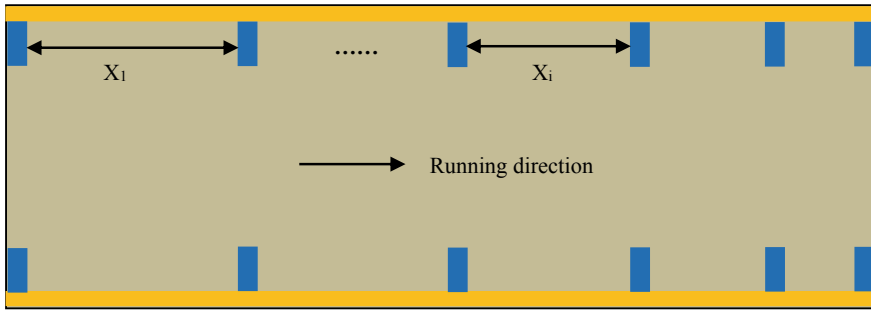 ......
X₁
Xᵢ
Running direction